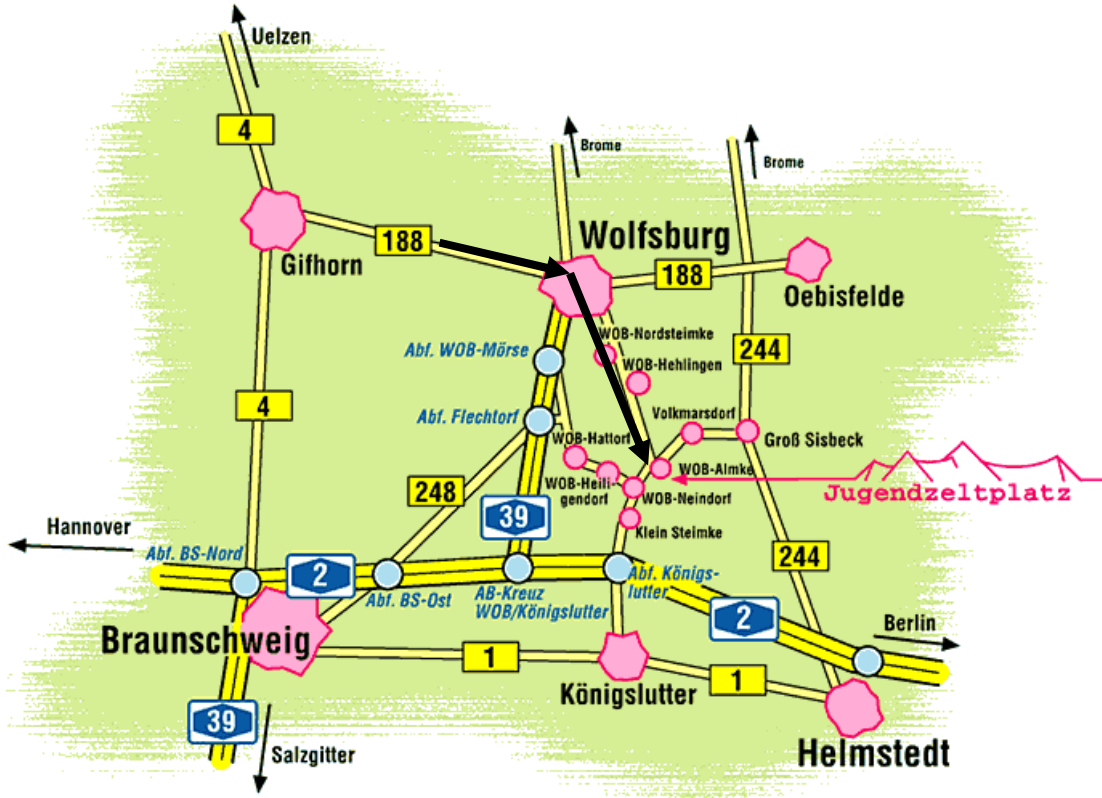 Uelzen
4
Brome
Brome
Wolfsburg
188
Gifhorn
188
Oebisfelde
WOB-Nordsteimke
Abf. WOB-Mörse
244
WOB-Hehlingen
4
Abf. Flechtorf
Volkmarsdorf
WOB-Hattorf
Groß Sisbeck
WOB-Almke
WOB-Heili-
gendorf
248
WOB-Neindorf
Jugendzeltplatz
39
Klein Steimke
Hannover
Abf. BS-Nord
244
2
Abf. Königs-
lutter
Abf. BS-Ost
AB-Kreuz
WOB/Königslutter
2
Berlin
Braunschweig
1
1
Königslutter
39
Salzgitter
Helmstedt